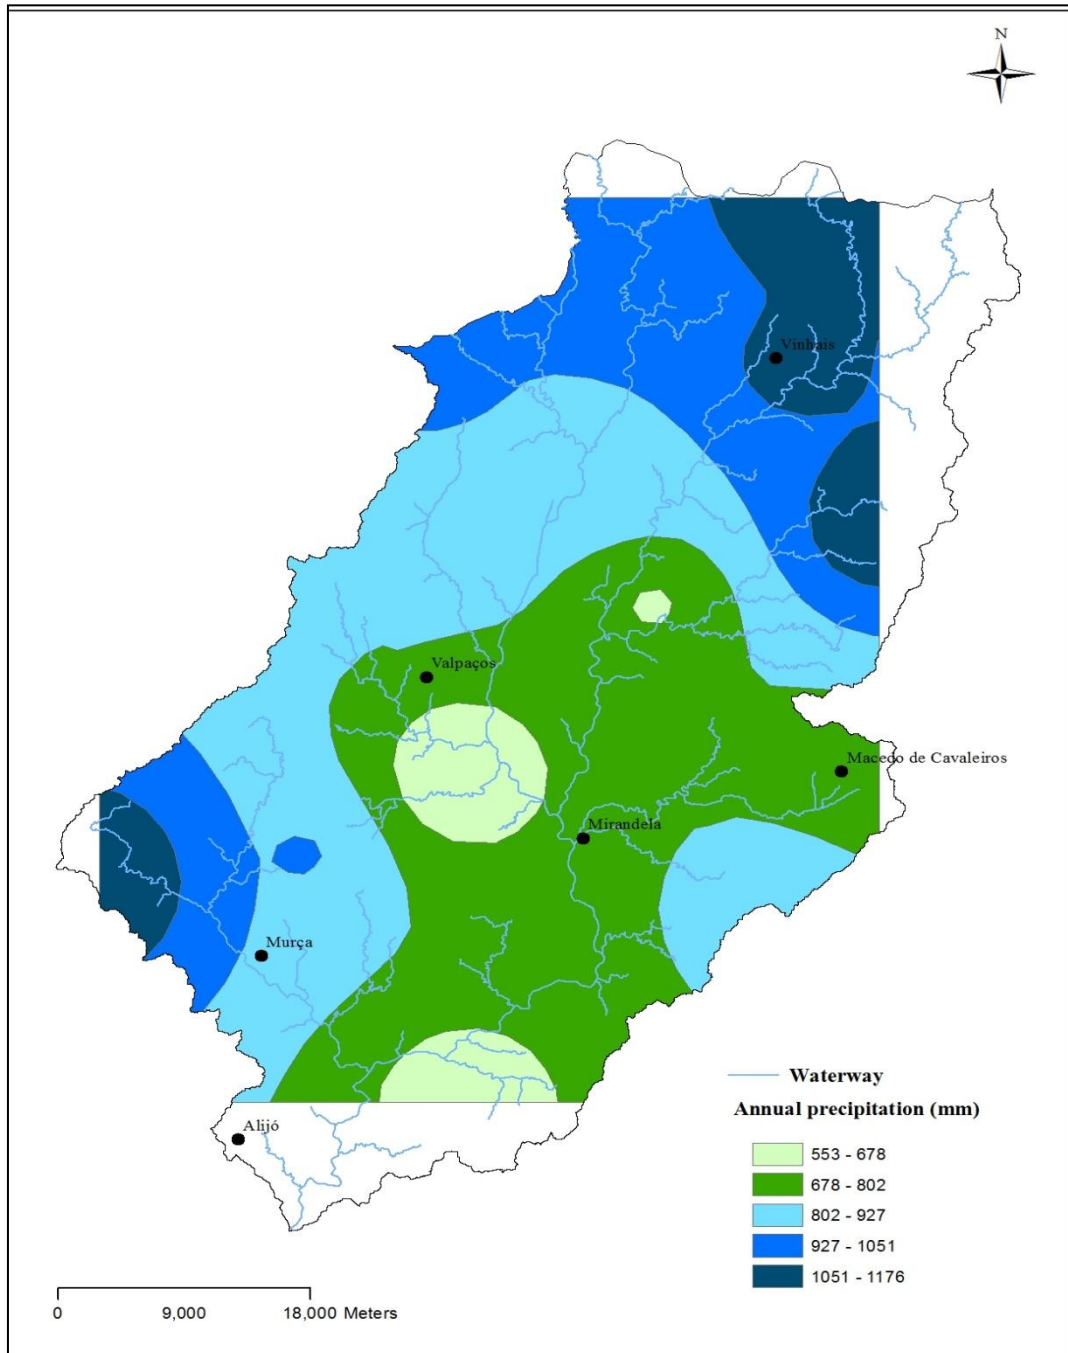 N
Vinhais
Valpaços
Macedo de Cavaleiros
Mirandela
Murça
Alijó
Waterway
Annual precipitation (mm)
553 - 678
678 - 802
802 - 927
927 - 1051
1051 - 1176
0 9,000 18,000 Meters